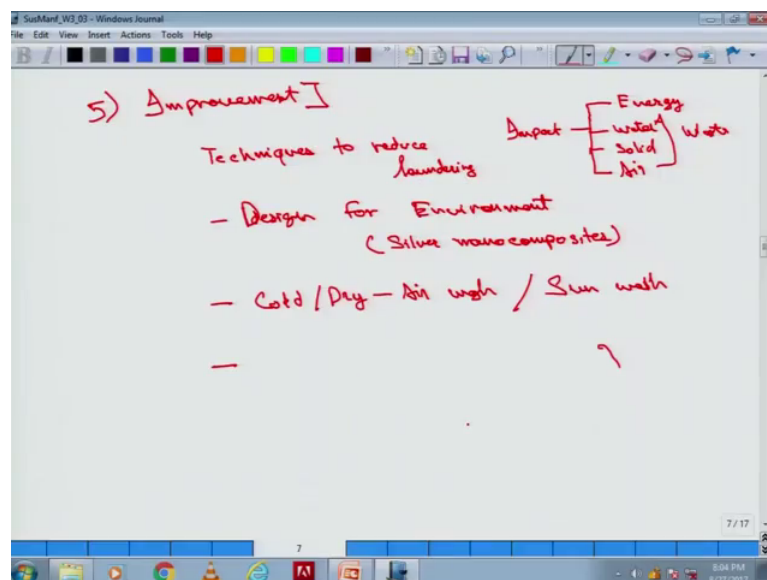 SusManf_W3_03 - Windows Journal
File Edit View Insert Actions Tools Help
5) Improvement I
Techniques to reduce
laundering
Impact
Energy
Water
Solid
Air
Waste
- Design for Environment
(Silver nanocomposites)
- Cold / Dry - Air wash / Sun wash
-
7 / 17
7
8:04 PM